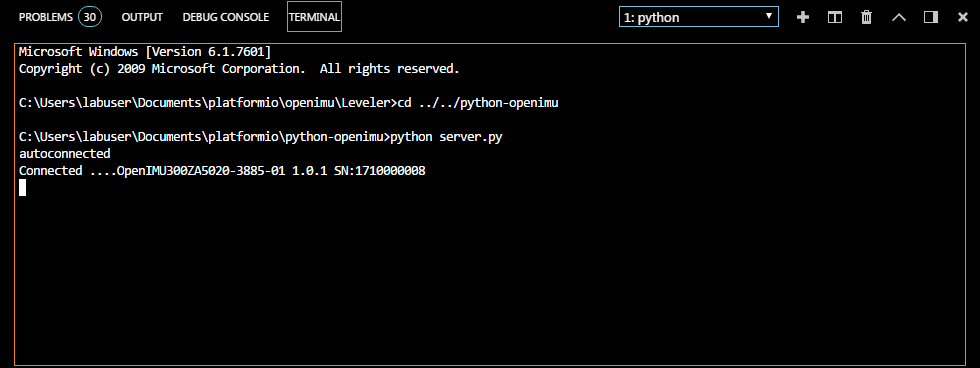 PROBLEMS 30 OUTPUT DEBUG CONSOLE TERMINAL 1: python
Microsoft Windows [Version 6.1.7601]
Copyright (c) 2009 Microsoft Corporation.  All rights reserved.
C:\Users\labuser\Documents\platformio\openimu\Leveler>cd ../../python-openimu
C:\Users\labuser\Documents\platformio\python-openimu>python server.py
autoconnected
Connected ....OpenIMU300ZA5020-3885-01 1.0.1 SN:1710000008